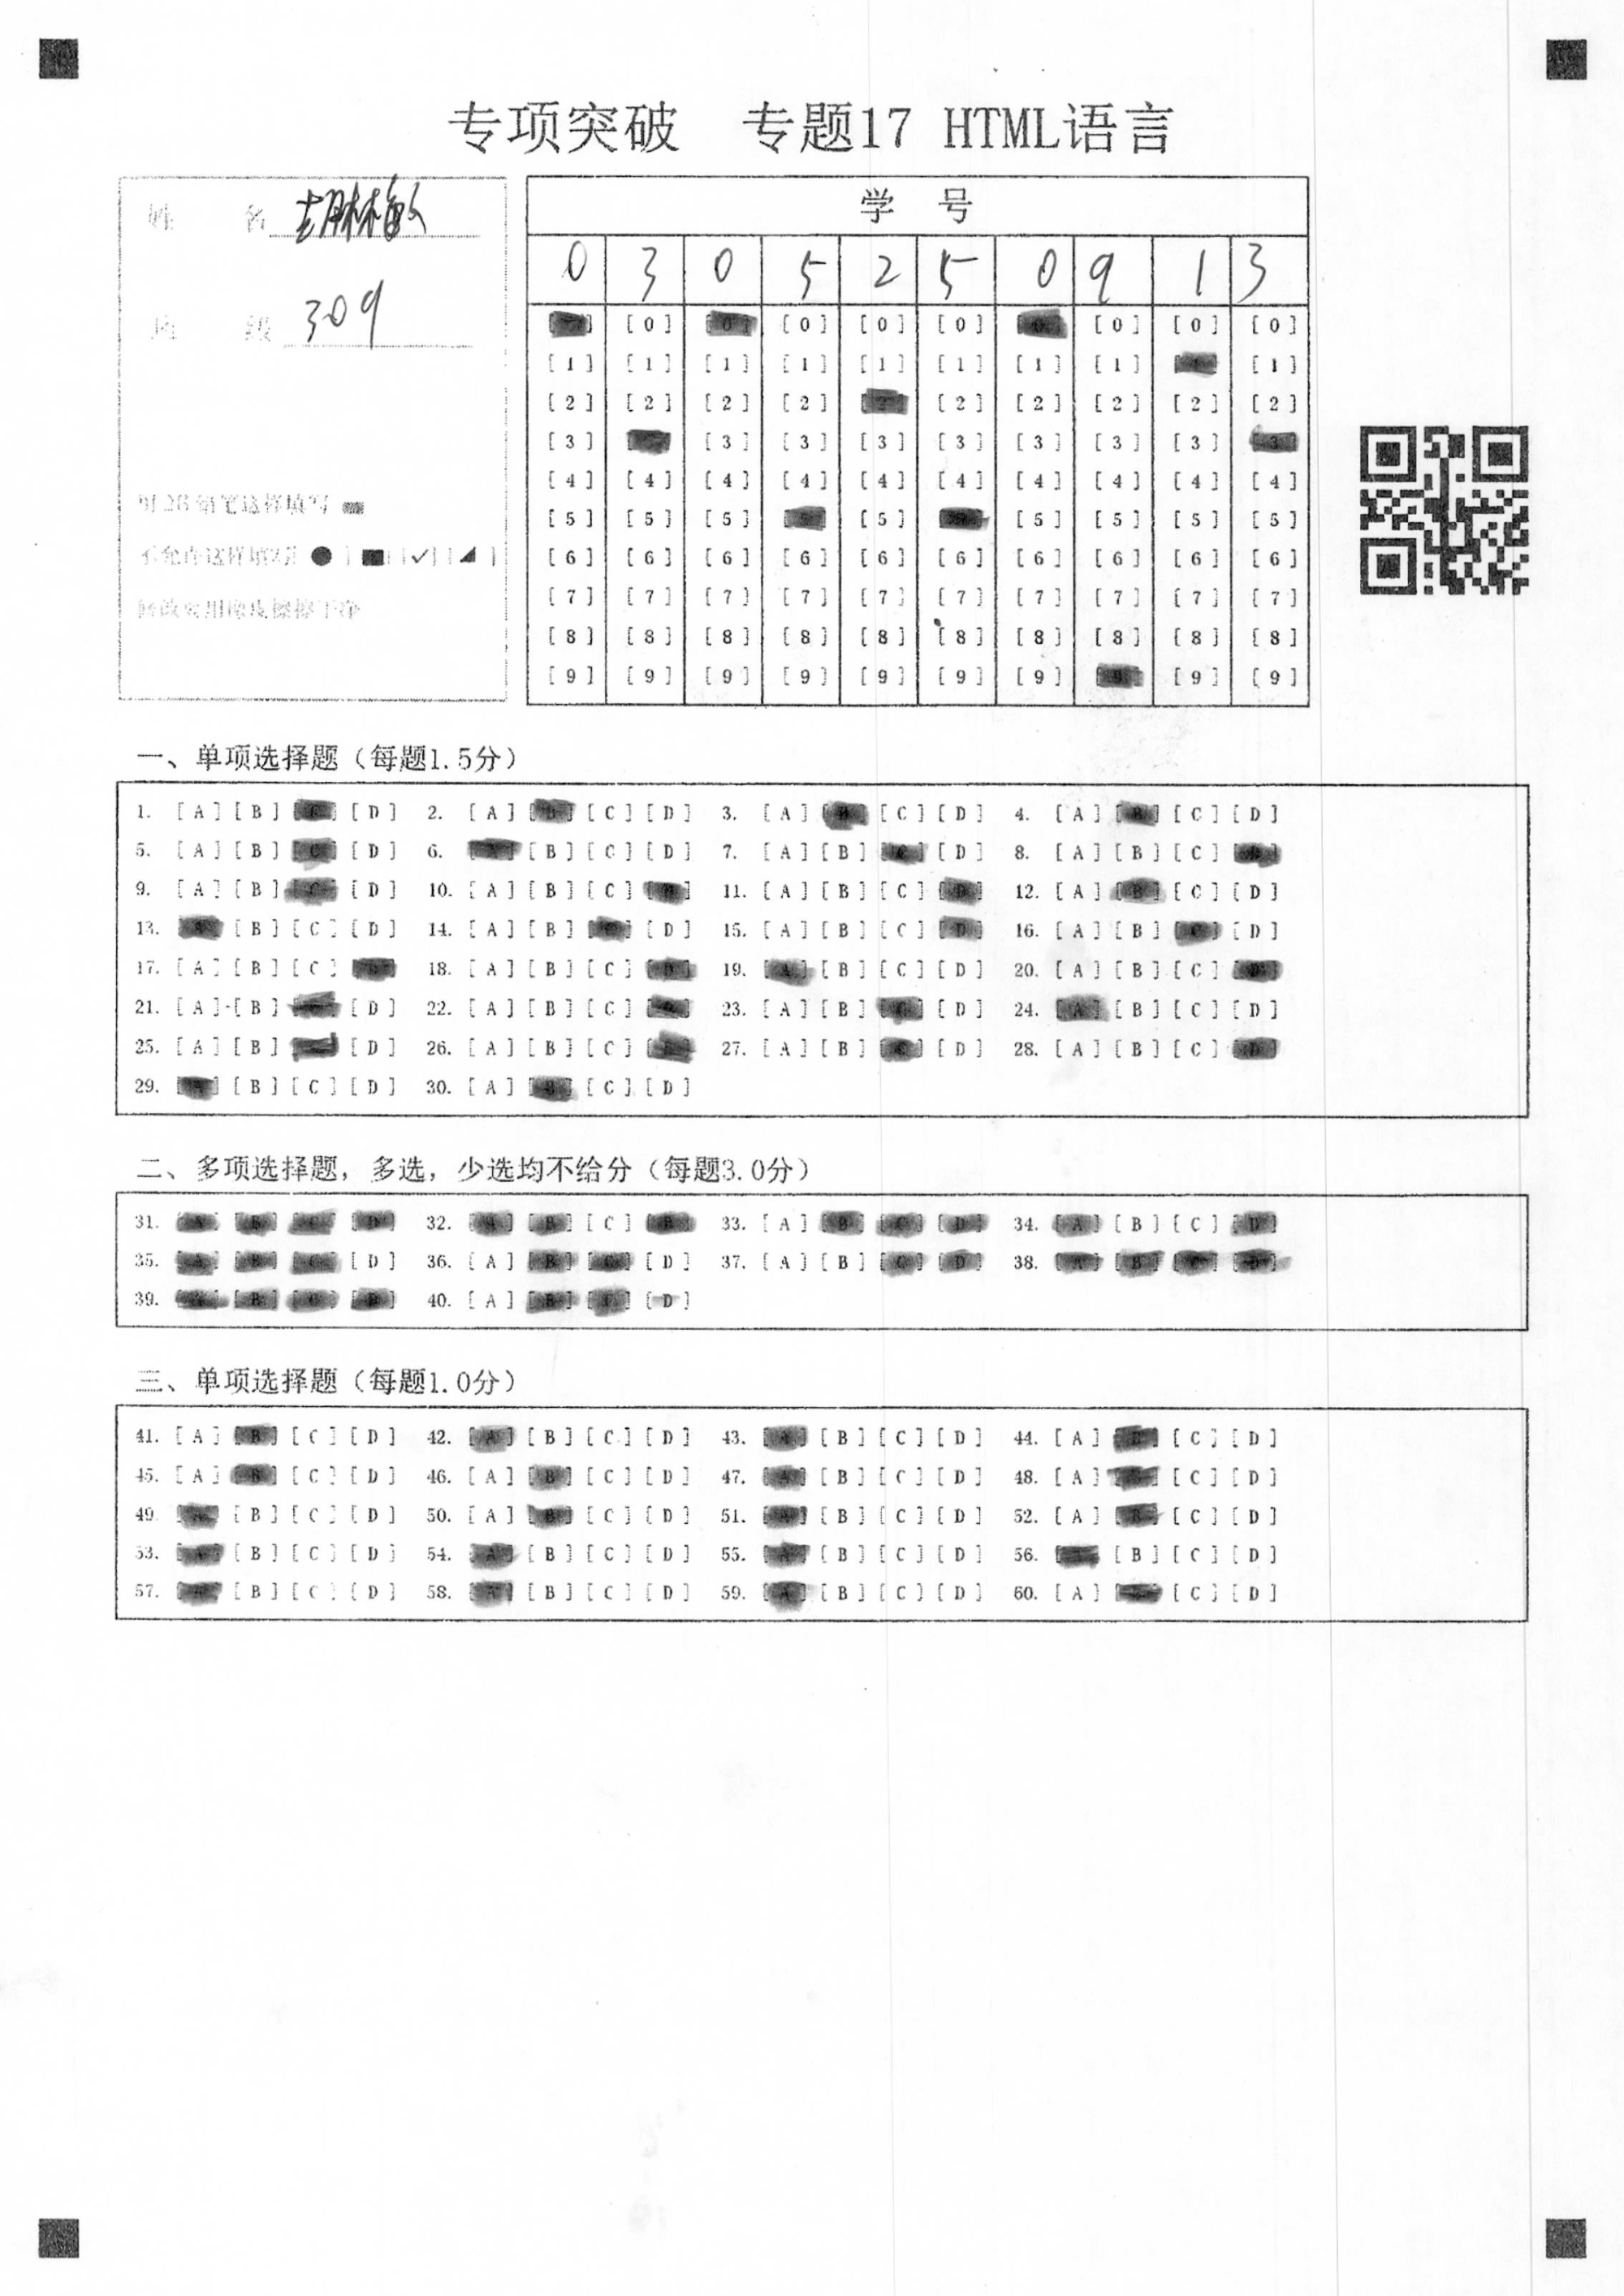 专项突破 专题17 HTML语言
姓 名 胡林敏
班 级 309
用2B铅笔这样填写
不允许这样填写
修改要用橡皮擦擦干净
学 号
0 3 0 5 2 5 0 9 1 3
[0] [0] [0] [0] [0] [0] [0]
[1] [1] [1] [1] [1] [1] [1] [1] [1]
[2] [2] [2] [2] [2] [2] [2] [2] [2]
[3] [3] [3] [3] [3] [3] [3] [3]
[4] [4] [4] [4] [4] [4] [4] [4] [4] [4]
[5] [5] [5] [5] [5] [5] [5] [5]
[6] [6] [6] [6] [6] [6] [6] [6] [6] [6]
[7] [7] [7] [7] [7] [7] [7] [7] [7] [7]
[8] [8] [8] [8] [8] [8] [8] [8] [8] [8]
[9] [9] [9] [9] [9] [9] [9] [9] [9]
一、单项选择题（每题1.5分）
1. [A] [B] [D] 2. [A] [C] [D] 3. [A] [C] [D] 4. [A] [C] [D]
5. [A] [B] [D] 6. [B] [C] [D] 7. [A] [B] [D] 8. [A] [B] [C]
9. [A] [B] [D] 10. [A] [B] [C] 11. [A] [B] [C] 12. [A] [C] [D]
13. [B] [C] [D] 14. [A] [B] [D] 15. [A] [B] [C] 16. [A] [B] [D]
17. [A] [B] [C] 18. [A] [B] [C] 19. [B] [C] [D] 20. [A] [B] [C]
21. [A] [B] [D] 22. [A] [B] [C] 23. [A] [B] [D] 24. [A] [B] [C] [D]
25. [A] [B] [D] 26. [A] [B] [C] 27. [A] [B] [D] 28. [A] [B] [C]
29. [B] [C] [D] 30. [A] [C] [D]
二、多项选择题，多选，少选均不给分（每题3.0分）
31. [A] [B] [C] [D] 32. [A] [B] [C] [D] 33. [A] [B] [C] [D] 34. [A] [B] [C] [D]
35. [A] [B] [C] [D] 36. [A] [B] [C] [D] 37. [A] [B] [C] [D] 38. [A] [B] [C] [D]
39. [A] [B] [C] [D] 40. [A] [B] [C] [D]
三、单项选择题（每题1.0分）
41. [A] [B] [C] [D] 42. [A] [B] [C] [D] 43. [A] [B] [C] [D] 44. [A] [B] [C] [D]
45. [A] [B] [C] [D] 46. [A] [B] [C] [D] 47. [A] [B] [C] [D] 48. [A] [C] [D]
49. [A] [B] [C] [D] 50. [A] [B] [C] [D] 51. [A] [B] [C] [D] 52. [A] [B] [C] [D]
53. [A] [B] [C] [D] 54. [A] [B] [C] [D] 55. [A] [B] [C] [D] 56. [B] [C] [D]
57. [B] [C] [D] 58. [A] [B] [C] [D] 59. [A] [B] [C] [D] 60. [A] [C] [D]